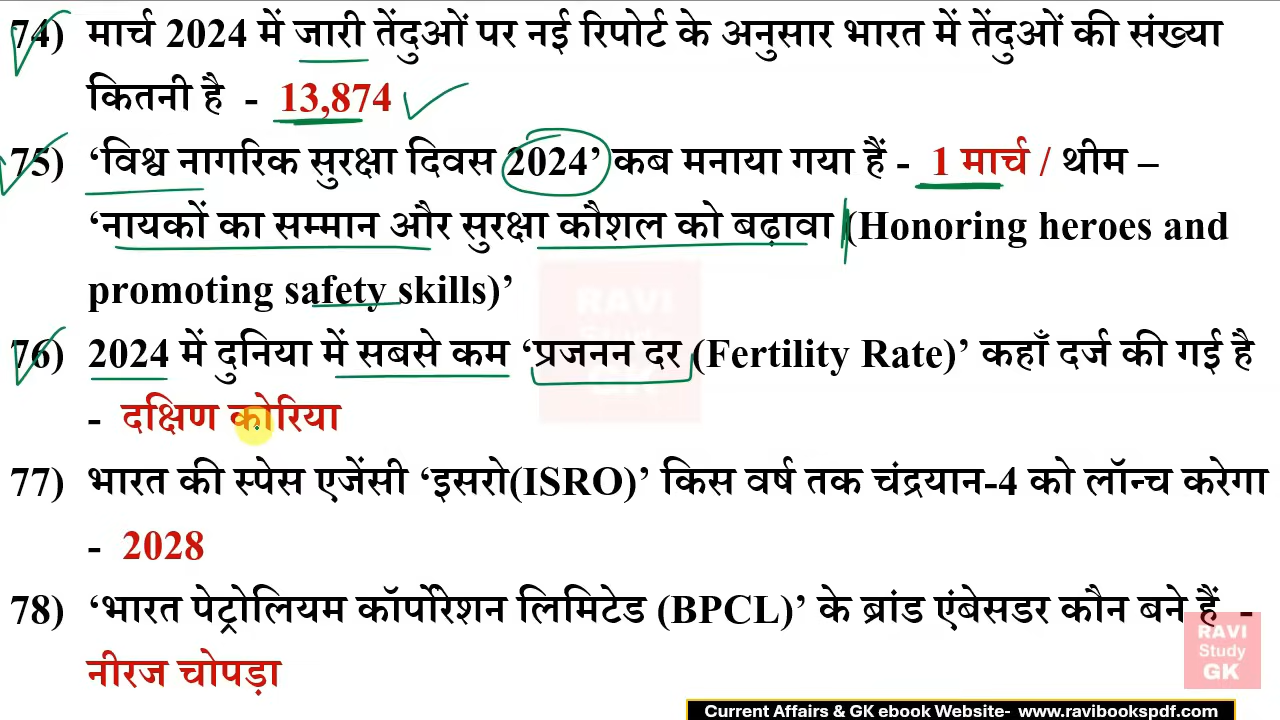 74) मार्च 2024 में जारी तेंदुओं पर नई रिपोर्ट के अनुसार भारत में तेंदुओं की संख्या
कितनी है - 13,874
75) ‘विश्व नागरिक सुरक्षा दिवस 2024’ कब मनाया गया हैं - 1 मार्च / थीम –
‘नायकों का सम्मान और सुरक्षा कौशल को बढ़ावा (Honoring heroes and
promoting safety skills)’
76) 2024 में दुनिया में सबसे कम ‘प्रजनन दर (Fertility Rate)’ कहाँ दर्ज की गई है
- दक्षिण कोरिया
77) भारत की स्पेस एजेंसी ‘इसरो(ISRO)’ किस वर्ष तक चंद्रयान-4 को लॉन्च करेगा
- 2028
78) ‘भारत पेट्रोलियम कॉर्पोरेशन लिमिटेड (BPCL)’ के ब्रांड एंबेसडर कौन बने हैं -
नीरज चोपड़ा
RAVI
Study
GK
RAVI
Study
GK
Current Affairs & GK ebook Website- www.ravibookspdf.com